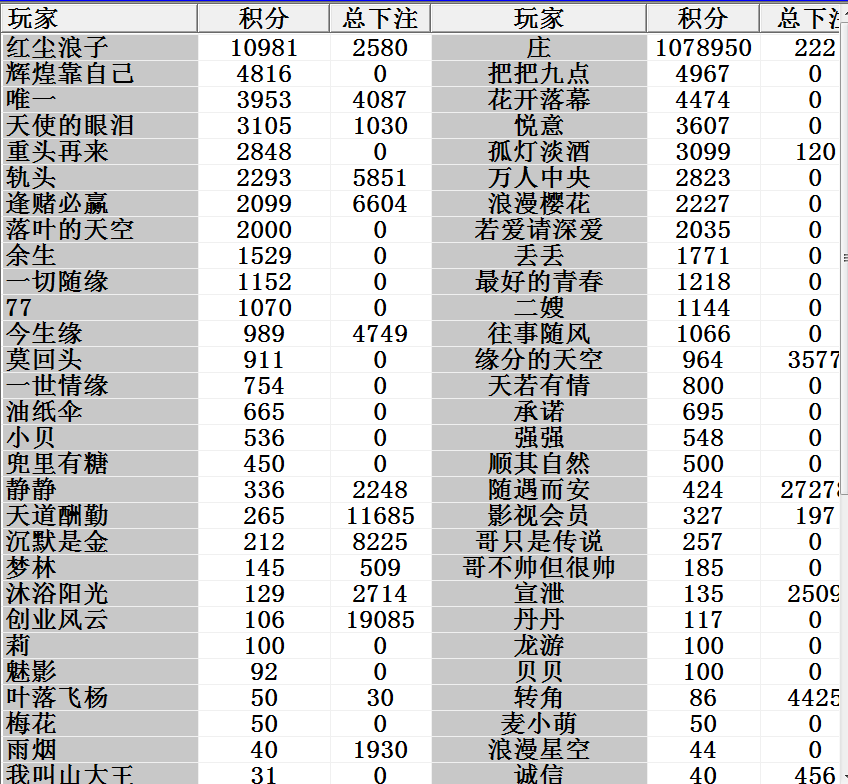 玩家 积分 总下注 玩家 积分 总下注
红尘浪子 10981 2580 庄 1078950 222
辉煌靠自己 4816 0 把把九点 4967 0
唯一 3953 4087 花开落幕 4474 0
天使的眼泪 3105 1030 悦意 3607 0
重头再来 2848 0 孤灯淡酒 3099 120
轨头 2293 5851 万人中央 2823 0
逢赌必赢 2099 6604 浪漫樱花 2227 0
落叶的天空 2000 0 若爱请深爱 2035 0
余生 1529 0 丢丢 1771 0
一切随缘 1152 0 最好的青春 1218 0
77 1070 0 二嫂 1144 0
今生缘 989 4749 往事随风 1066 0
莫回头 911 0 缘分的天空 964 3577
一世情缘 754 0 天若有情 800 0
油纸伞 665 0 承诺 695 0
小贝 536 0 强强 548 0
兜里有糖 450 0 顺其自然 500 0
静静 336 2248 随遇而安 424 27278
天道酬勤 265 11685 影视会员 327 197
沉默是金 212 8225 哥只是传说 257 0
梦林 145 509 哥不帅但很帅 185 0
沐浴阳光 129 2714 宣泄 135 2509
创业风云 106 19085 丹丹 117 0
莉 100 0 龙游 100 0
魅影 92 0 贝贝 100 0
叶落飞杨 50 30 转角 86 4425
梅花 50 0 麦小萌 50 0
雨烟 40 1930 浪漫星空 44 0
我叫山大王 31 0 诚信 40 456